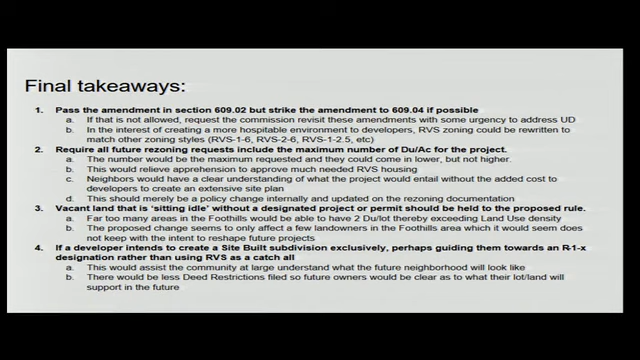 Final takeaways:
1. Pass the amendment in section 609.02 but strike the amendment to 609.04 if possible
a. If that is not allowed, request the commission revisit these amendments with some urgency to address UD
b. In the interest of creating a more hospitable environment to developers, RVS zoning could be rewritten to
match other zoning styles (RVS-1-6, RVS-2-6, RVS-1-2.5, etc)
2. Require all future rezoning requests include the maximum number of Du/Ac for the project.
a. The number would be the maximum requested and they could come in lower, but not higher.
b. This would relieve apprehension to approve much needed RVS housing
c. Neighbors would have a clear understanding of what the project would entail without the added cost to
developers to create an extensive site plan
d. This should merely be a policy change internally and updated on the rezoning documentation
3. Vacant land that is ‘sitting idle’ without a designated project or permit should be held to the proposed rule.
a. Far too many areas in the Foothills would be able to have 2 Du/lot thereby exceeding Land Use density
b. The proposed change seems to only affect a few landowners in the Foothills area which it would seem does
not keep with the intent to reshape future projects
4. If a developer intends to create a Site Built subdivision exclusively, perhaps guiding them towards an R-1-x
designation rather than using RVS as a catch all
a. This would assist the community at large understand what the future neighborhood will look like
b. There would be less Deed Restrictions filed so future owners would be clear as to what their lot/land will
support in the future